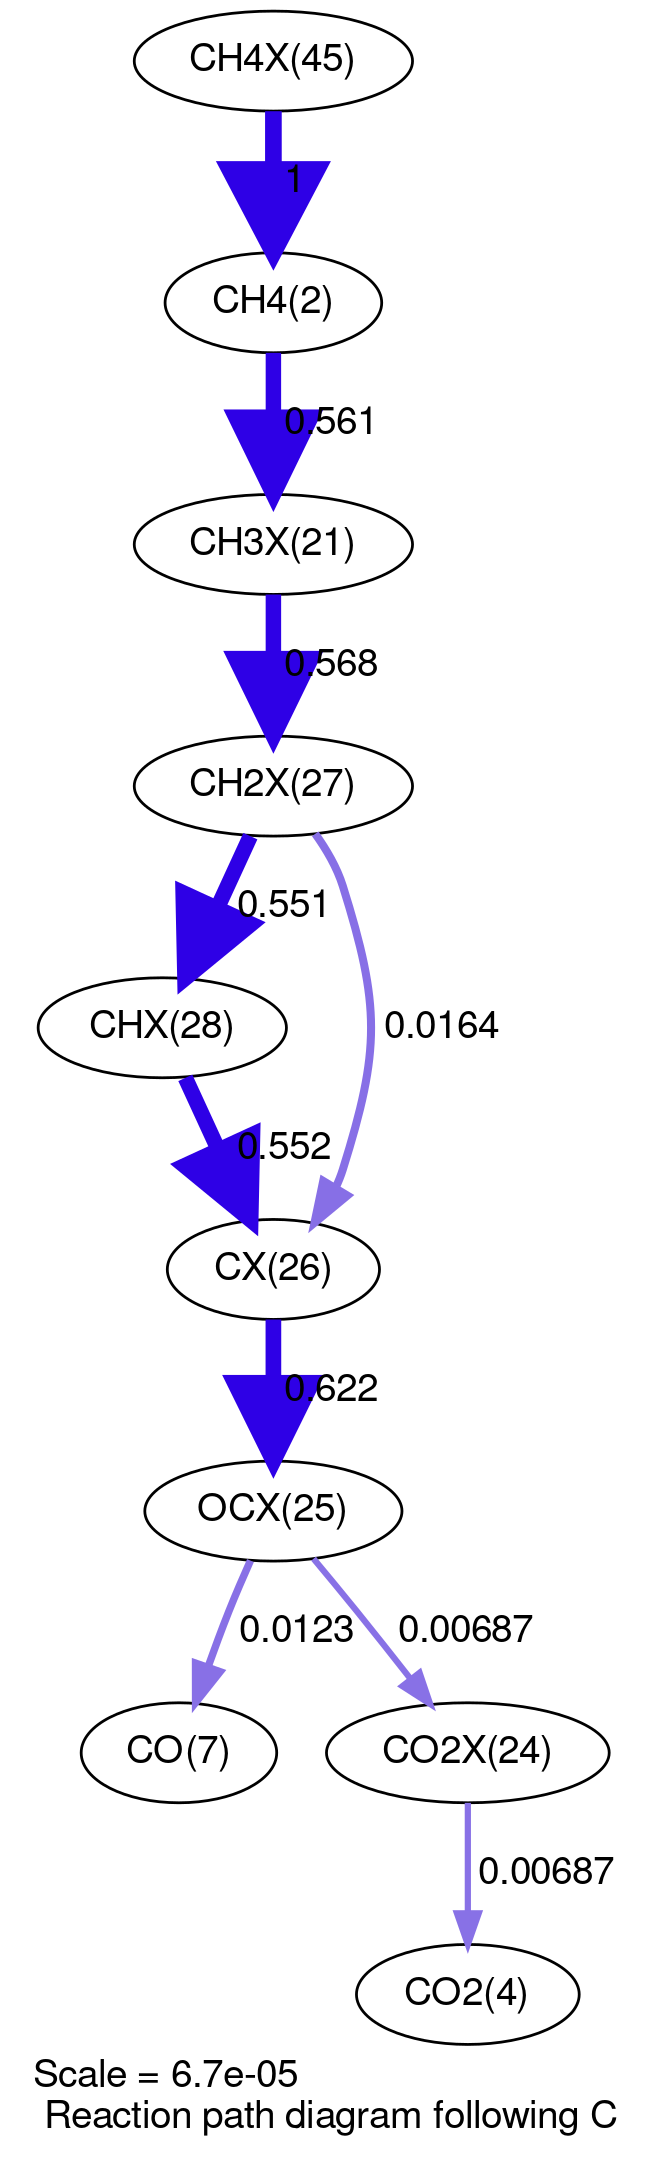 CH4X(45)
1
CH4(2)
0.561
CH3X(21)
0.568
CH2X(27)
0.551
CHX(28)
0.0164
0.552
CX(26)
0.622
OCX(25)
0.0123
0.00687
CO(7)
CO2X(24)
0.00687
CO2(4)
Scale = 6.7e-05
Reaction path diagram following C